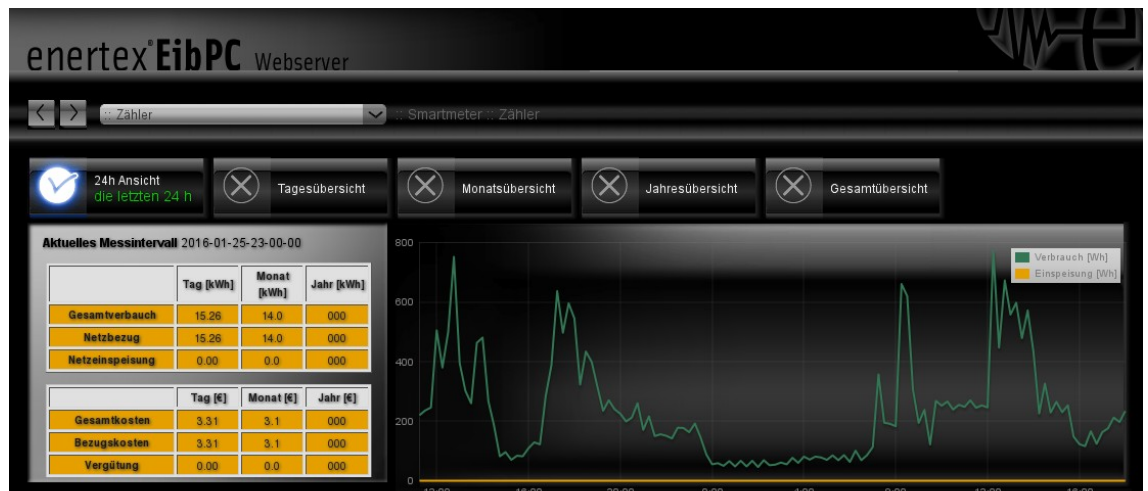 enertex® EibPC Webserver
:: Zähler
:: Smartmeter :: Zähler
24h Ansicht
die letzten 24 h
Tagesübersicht
Monatsübersicht
Jahresübersicht
Gesamtübersicht
Aktuelles Messintervall 2016-01-25-23-00-00
Tag [kWh] Monat [kWh] Jahr [kWh]
Gesamtverbauch 15.26 14.0 000
Netzbezug 15.26 14.0 000
Netzeinspeisung 0.00 0.0 000
Tag [€] Monat [€] Jahr [€]
Gesamtkosten 3.31 3.1 000
Bezugskosten 3.31 3.1 000
Vergütung 0.00 0.0 000
800
600
400
200
0
Verbrauch [Wh]
Einspeisung [Wh]